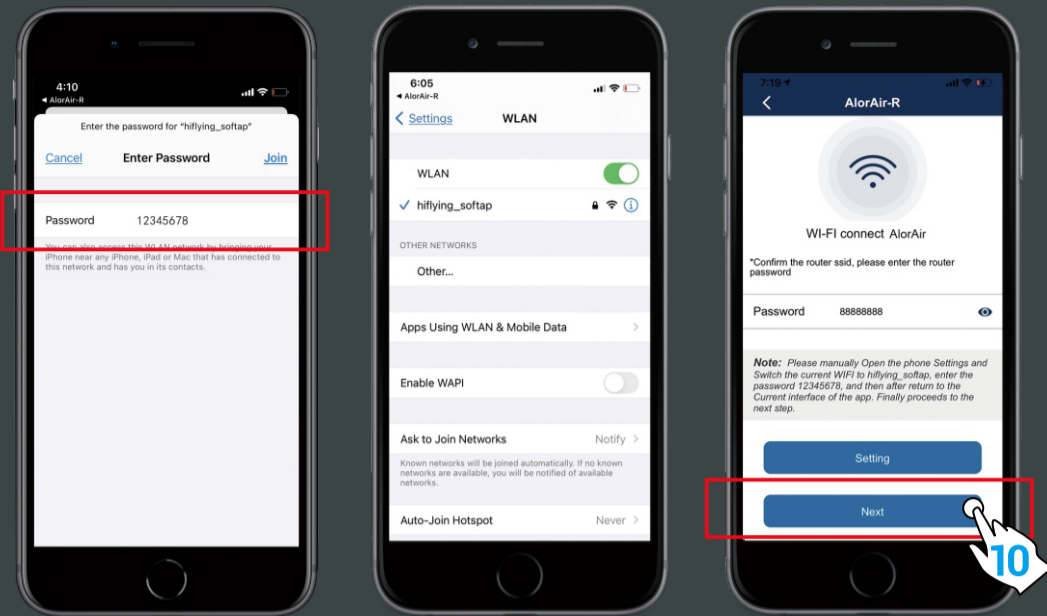 4:10
AlorAir-R
Enter the password for "hiflying_softap"
Cancel
Enter Password
Join
Password 12345678
You can also access this WLAN network by bringing your
iPhone near any iPhone, iPad or Mac that has connected to
this network and has you in its contacts.
6:05
AlorAir-R
Settings
WLAN
WLAN
hiflying_softap
OTHER NETWORKS
Other...
Apps Using WLAN & Mobile Data
Enable WAPI
Ask to Join Networks Notify
Known networks will be joined automatically. If no known
networks are available, you will be notified of available
networks.
Auto-Join Hotspot Never
7:19
AlorAir-R
WI-FI connect AlorAir
*Confirm the router ssid, please enter the router
password
Password 88888888
Note: Please manually Open the phone Settings and
Switch the current WIFI to hiflying_softap, enter the
password 12345678, and then after return to the
Current interface of the app. Finally proceeds to the
next step.
Setting
Next
10